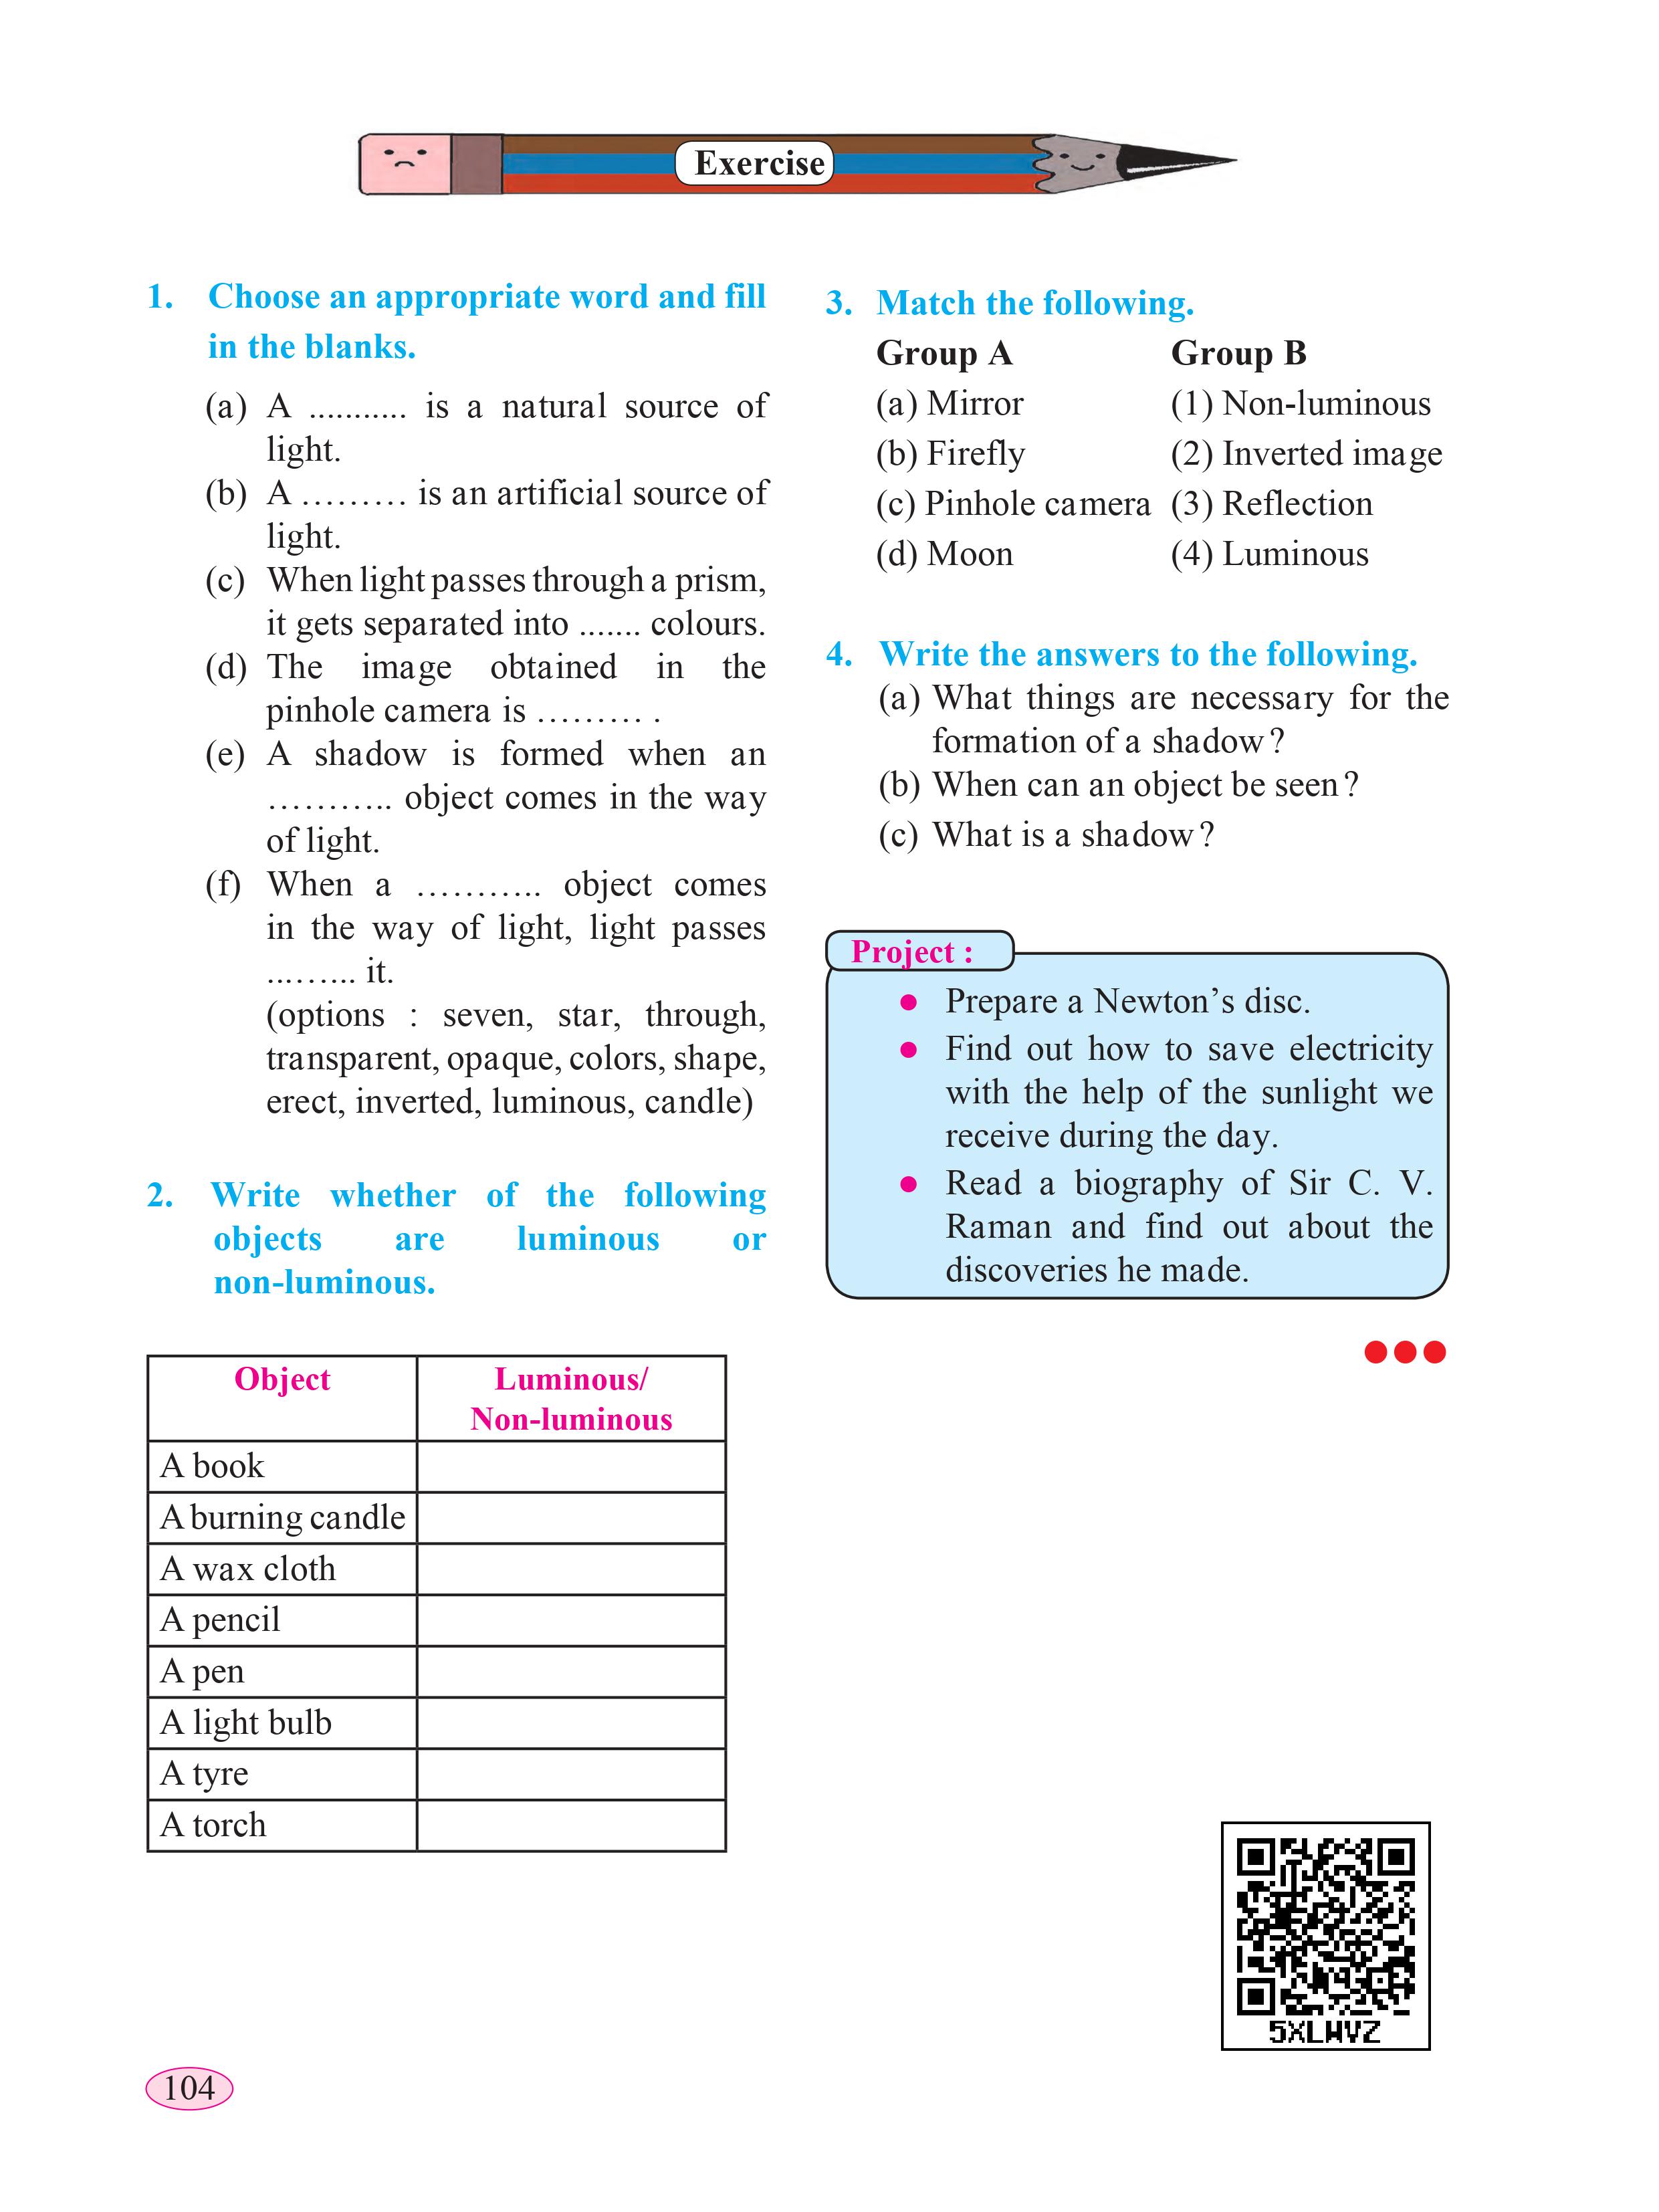 Exercise
1. Choose an appropriate word and fill
in the blanks.
(a) A ........... is a natural source of
light.
(b) A ……… is an artificial source of
light.
(c) When light passes through a prism,
it gets separated into ....... colours.
(d) The image obtained in the
pinhole camera is ……… .
(e) A shadow is formed when an
……….. object comes in the way
of light.
(f) When a ……….. object comes
in the way of light, light passes
...…….. it.
(options : seven, star, through,
transparent, opaque, colors, shape,
erect, inverted, luminous, candle)
2. Write whether of the following
objects are luminous or
non-luminous.
Object Luminous/
Non-luminous
A book
A burning candle
A wax cloth
A pencil
A pen
A light bulb
A tyre
A torch
3. Match the following.
Group A Group B
(a) Mirror (1) Non-luminous
(b) Firefly (2) Inverted image
(c) Pinhole camera (3) Reflection
(d) Moon (4) Luminous
4. Write the answers to the following.
(a) What things are necessary for the
formation of a shadow?
(b) When can an object be seen?
(c) What is a shadow?
Project :
• Prepare a Newton’s disc.
• Find out how to save electricity
with the help of the sunlight we
receive during the day.
• Read a biography of Sir C. V.
Raman and find out about the
discoveries he made.
5XLWVZ
104